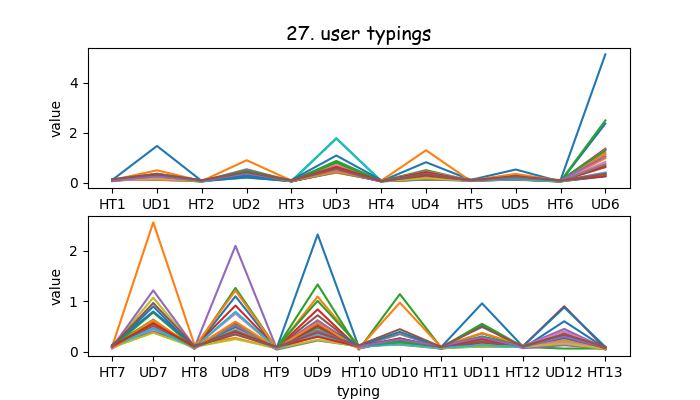 27. user typings
value
4
2
0
HT1 UD1 HT2 UD2 HT3 UD3 HT4 UD4 HT5 UD5 HT6 UD6
value
2
1
0
HT7 UD7 HT8 UD8 HT9 UD9 HT10 UD10 HT11 UD11 HT12 UD12 HT13
typing